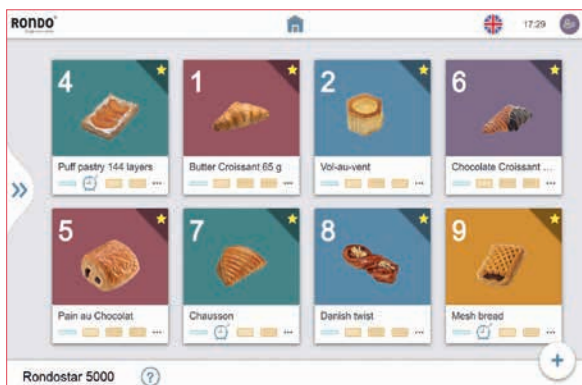 RONDO
17:29
4
1
2
6
Puff pastry 144 layers
Butter Croissant 65 g
Vol-au-vent
Chocolate Croissant ...
5
7
8
9
Pain au Chocolat
Chausson
Danish twist
Mesh bread
Rondostar 5000 ?
+